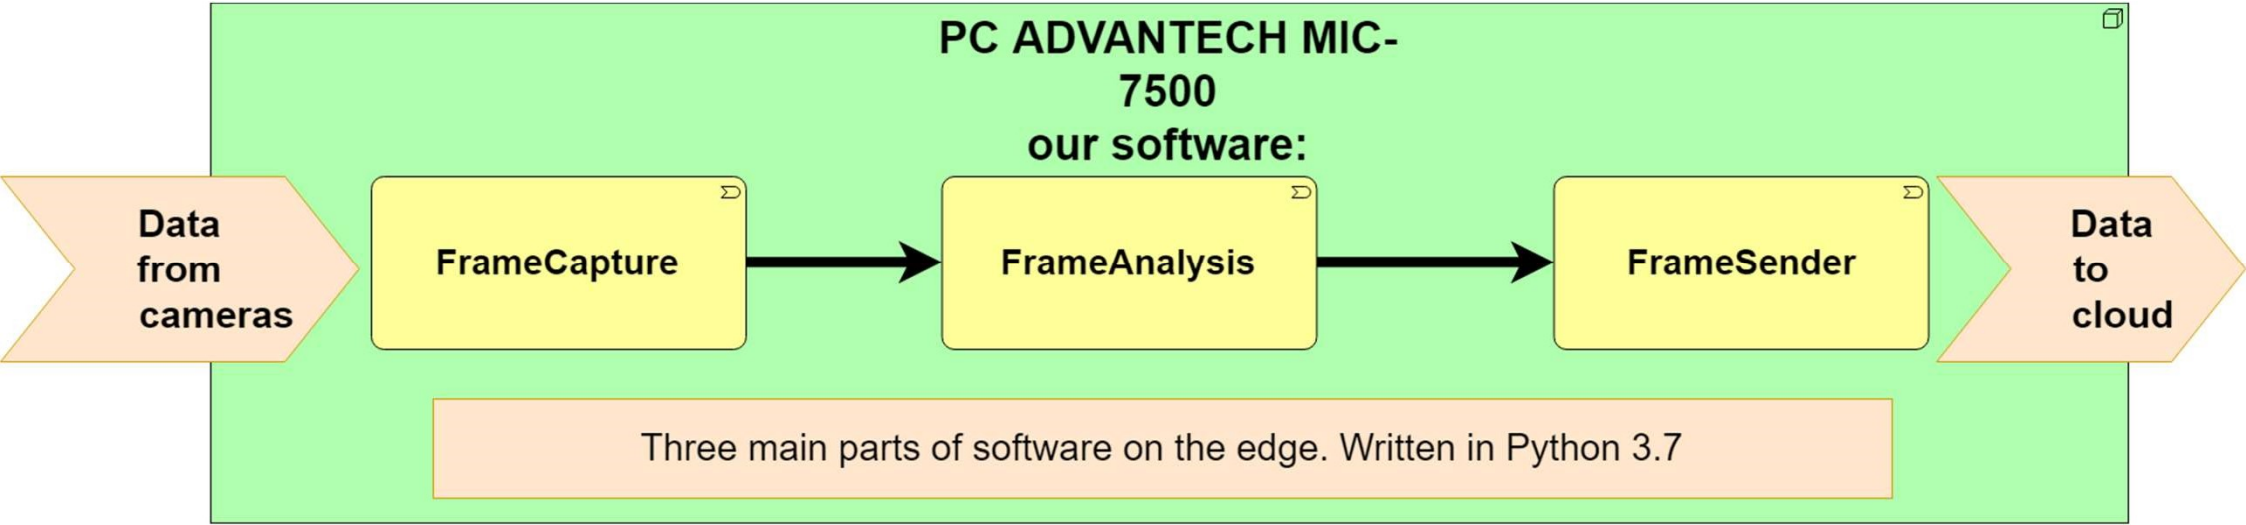 PC ADVANTECH MIC-
7500
our software:
Data
from
cameras
FrameCapture
FrameAnalysis
FrameSender
Data
to
cloud
Three main parts of software on the edge. Written in Python 3.7